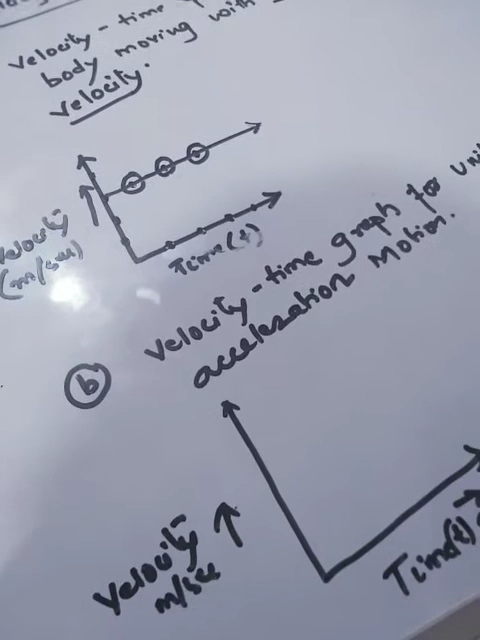 Velocity - time
body moving with
velocity.
Velocity
(m/sec)
Time(t)
(b) Velocity - time graph for
acceleration Motion.
Velocity
m/sec
Time(t)